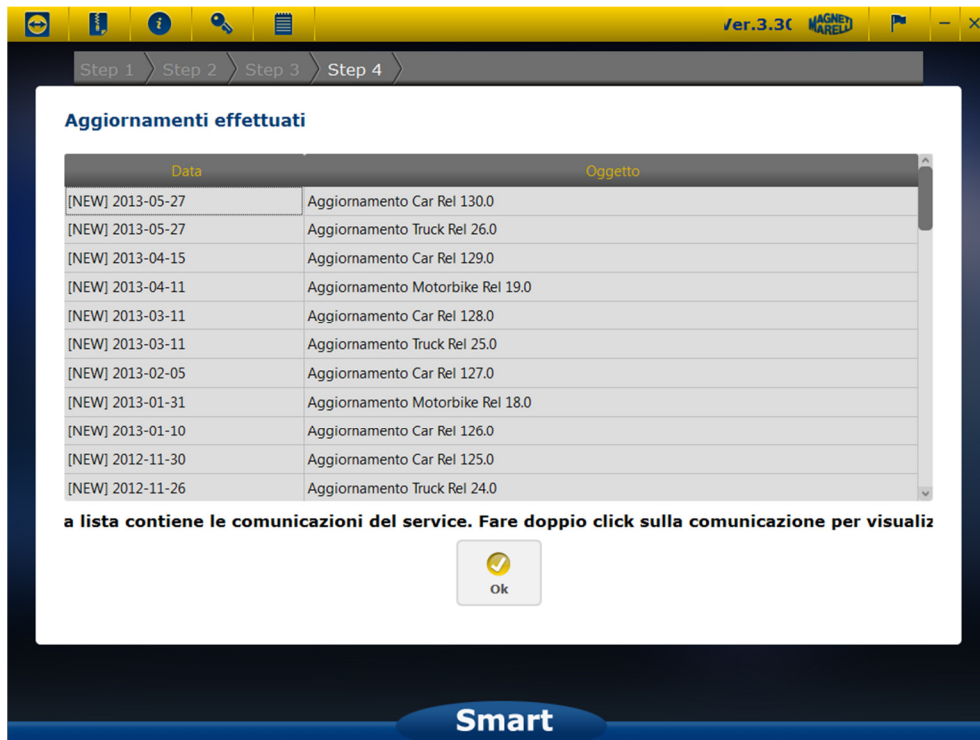 Ver.3.30 MAGNETI MARELLI
Step 1 Step 2 Step 3 Step 4
Aggiornamenti effettuati
Data Oggetto
[NEW] 2013-05-27 Aggiornamento Car Rel 130.0
[NEW] 2013-05-27 Aggiornamento Truck Rel 26.0
[NEW] 2013-04-15 Aggiornamento Car Rel 129.0
[NEW] 2013-04-11 Aggiornamento Motorbike Rel 19.0
[NEW] 2013-03-11 Aggiornamento Car Rel 128.0
[NEW] 2013-03-11 Aggiornamento Truck Rel 25.0
[NEW] 2013-02-05 Aggiornamento Car Rel 127.0
[NEW] 2013-01-31 Aggiornamento Motorbike Rel 18.0
[NEW] 2013-01-10 Aggiornamento Car Rel 126.0
[NEW] 2012-11-30 Aggiornamento Car Rel 125.0
[NEW] 2012-11-26 Aggiornamento Truck Rel 24.0
a lista contiene le comunicazioni del service. Fare doppio click sulla comunicazione per visualiz
Ok
Smart